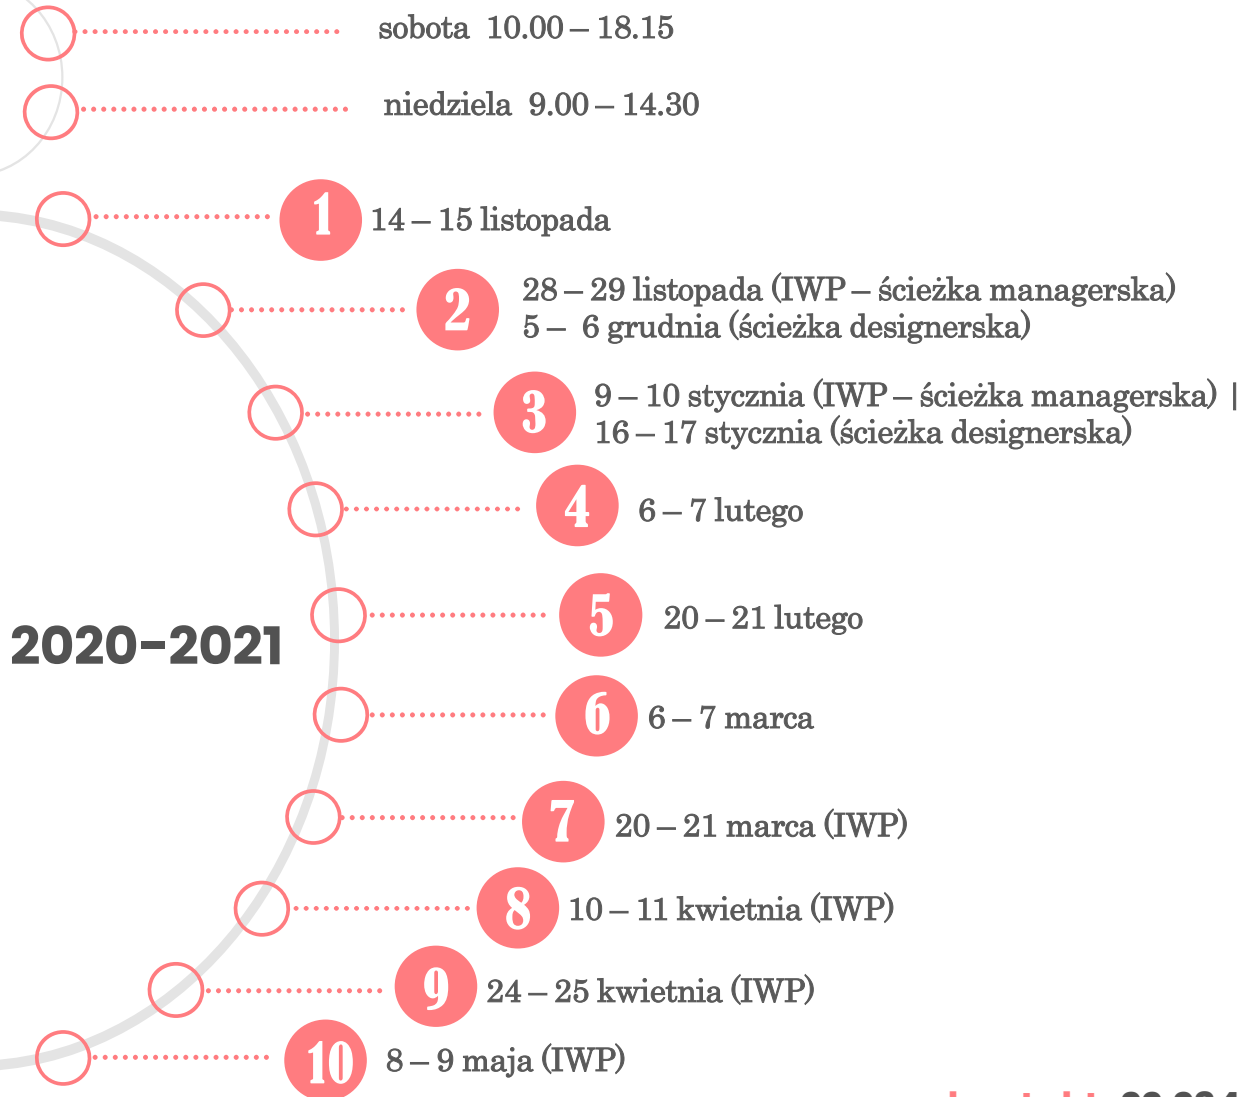 sobota 10.00 – 18.15
niedziela 9.00 – 14.30
1 14 – 15 listopada
2 28 – 29 listopada (IWP – ścieżka managerska)
5 – 6 grudnia (ścieżka designerska)
3 9 – 10 stycznia (IWP – ścieżka managerska) |
16 – 17 stycznia (ścieżka designerska)
4 6 – 7 lutego
5 20 – 21 lutego
2020-2021
6 6 – 7 marca
7 20 – 21 marca (IWP)
8 10 – 11 kwietnia (IWP)
9 24 – 25 kwietnia (IWP)
10 8 – 9 maja (IWP)